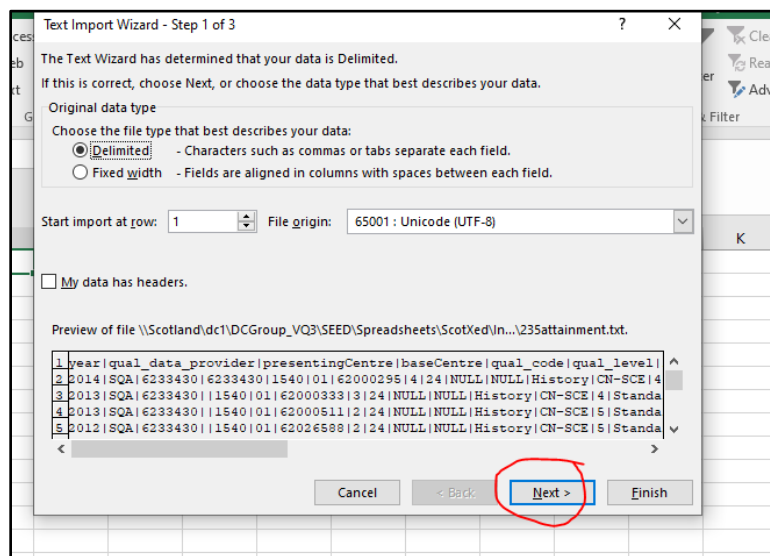 Text Import Wizard - Step 1 of 3 ? ×
The Text Wizard has determined that your data is Delimited.
If this is correct, choose Next, or choose the data type that best describes your data.
Original data type
Choose the file type that best describes your data:
Delimited - Characters such as commas or tabs separate each field.
Fixed width - Fields are aligned in columns with spaces between each field.
Start import at row: 1 File origin: 65001 : Unicode (UTF-8)
K
My data has headers.
Preview of file \\Scotland\dc1\DCGroup_VQ3\SEED\Spreadsheets\ScotXed\In...\235attainment.txt.
1 year|qual_data_provider|presentingCentre|baseCentre|qual_code|qual_level|
2 2014|SQA|6233430|6233430|1540|01|62000295|4|24|NULL|NULL|History|CN-SCE|4
3 2013|SQA|6233430||1540|01|62000333|3|24|NULL|NULL|History|CN-SCE|4|Standa
4 2013|SQA|6233430||1540|01|62000511|2|24|NULL|NULL|History|CN-SCE|5|Standa
5 2012|SQA|6233430||1540|01|62026588|2|24|NULL|NULL|History|CN-SCE|5|Standa
Cancel < Back Next > Finish
Clea
Rea
Adv
& Filter